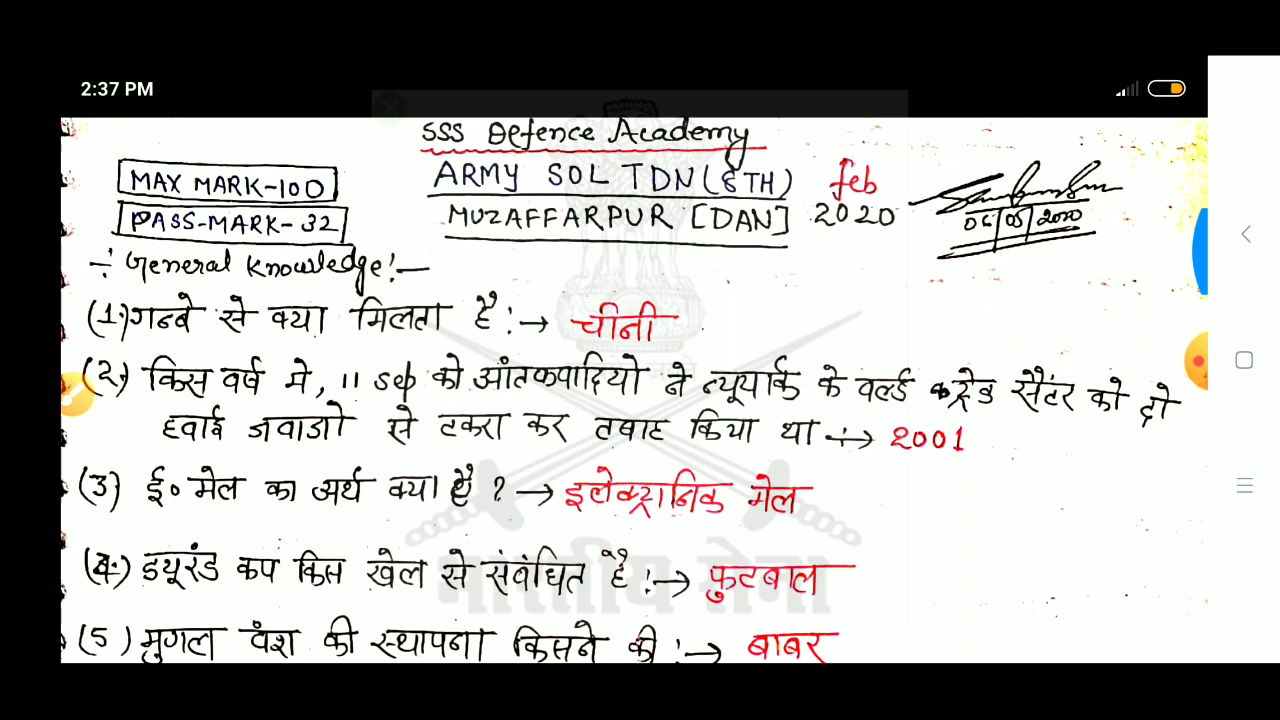 2:37 PM
SSS Defence Academy
MAX MARK-100
ARMY SOL TDN (8TH) feb
PASS-MARK-32
MUZAFFARPUR [DAN] 2020
06/05/2020
General Knowledge:-
(1.) गन्ने से क्या मिलता है :→ चीनी
(2.) किस वर्ष मे, 11 sep को आंतकवादियो ने न्यूयार्क के वर्ल्ड ट्रेड सैंटर को दो
हवाई जवाजो से टकरा कर तबाह किया था ÷→ 2001
(3) ई० मेल का अर्थ क्या है ? → इलेक्ट्रानिक मेल
(4.) डयूरंड कप किस खेल से संबंधित है :→ फुटबाल
भारतीय सेना
(5) मुगल वंश की स्थापना किसने की :→ बाबर